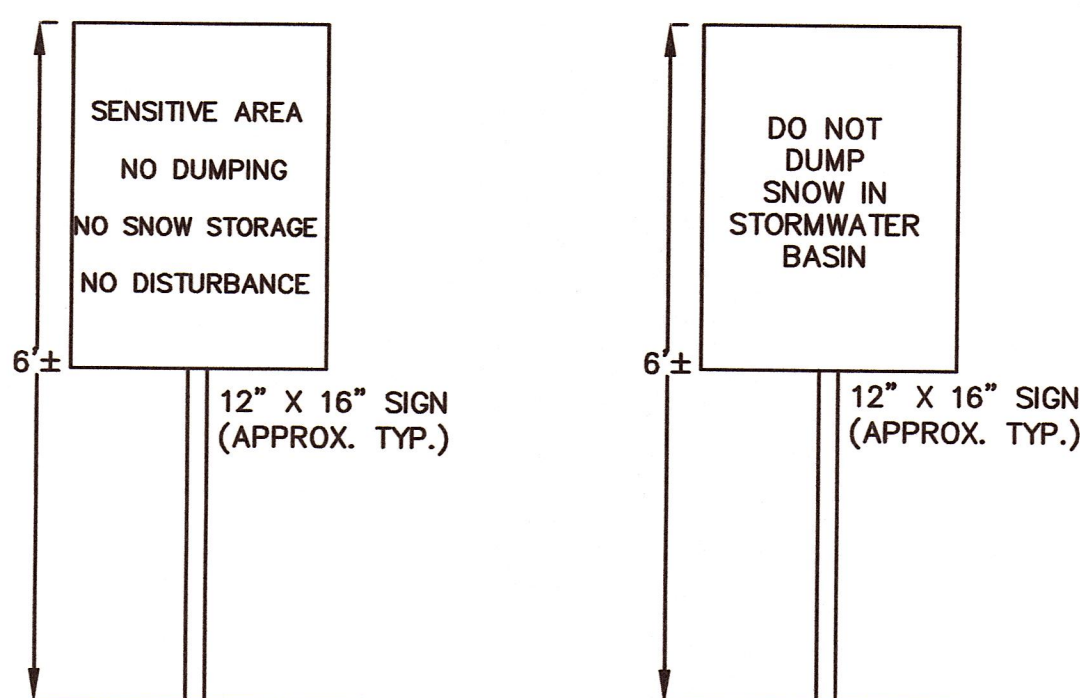 SENSITIVE AREA
NO DUMPING
NO SNOW STORAGE
NO DISTURBANCE
6'±
12" X 16" SIGN
(APPROX. TYP.)
DO NOT
DUMP
SNOW IN
STORMWATER
BASIN
6'±
12" X 16" SIGN
(APPROX. TYP.)